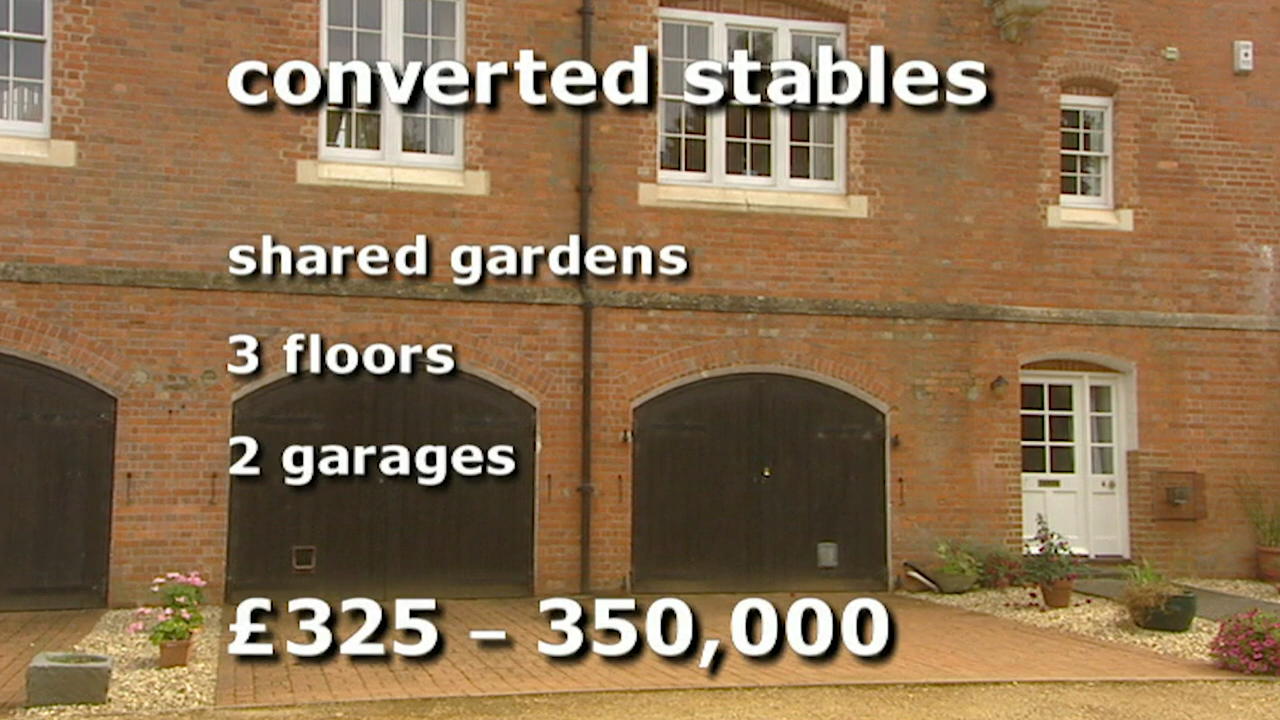 converted stables
shared gardens
3 floors
2 garages
£325 – 350,000